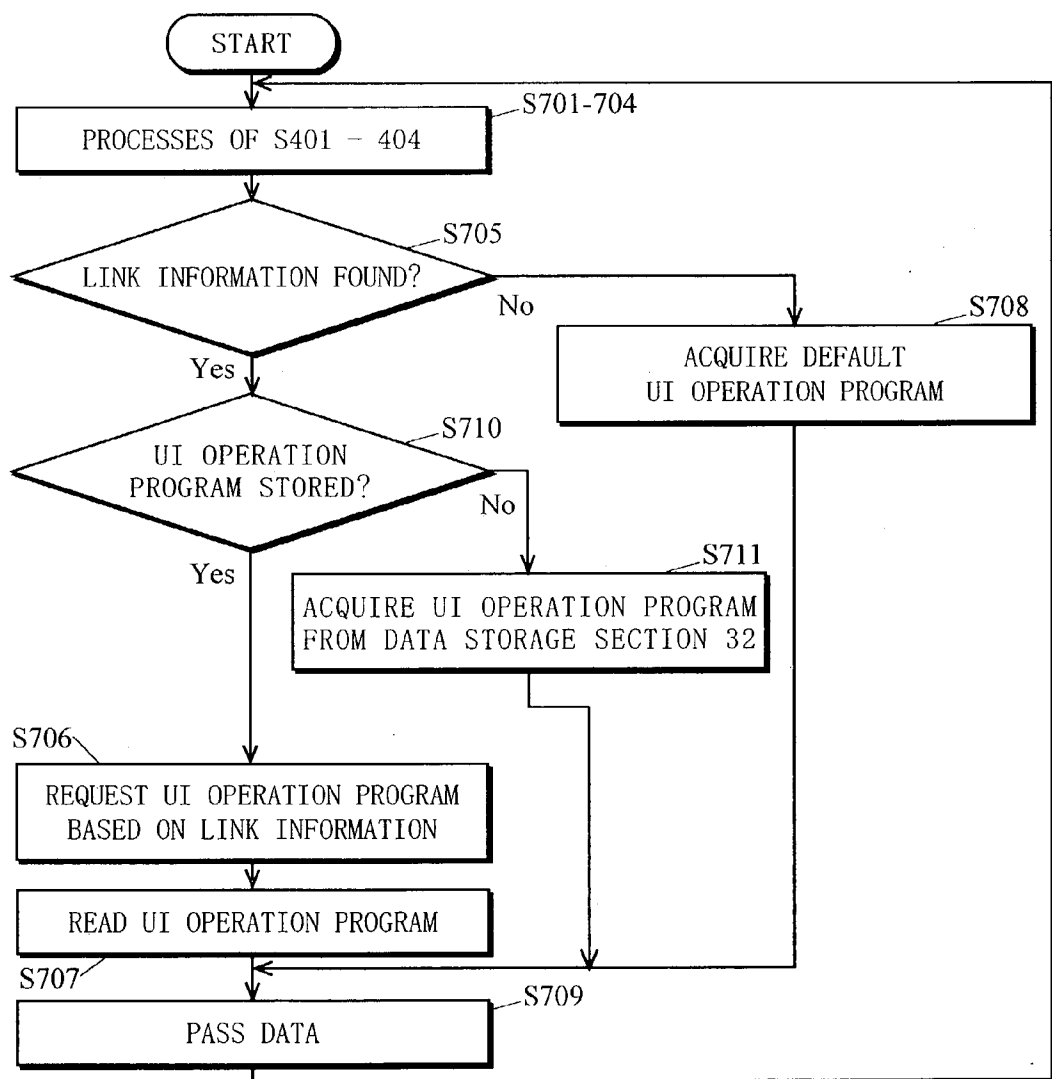 START
S701-704
PROCESSES OF S401 - 404
S705
LINK INFORMATION FOUND?
No
S708
Yes
ACQUIRE DEFAULT
UI OPERATION PROGRAM
S710
UI OPERATION
PROGRAM STORED?
No
Yes
S711
ACQUIRE UI OPERATION PROGRAM
FROM DATA STORAGE SECTION 32
S706
REQUEST UI OPERATION PROGRAM
BASED ON LINK INFORMATION
READ UI OPERATION PROGRAM
S707
S709
PASS DATA